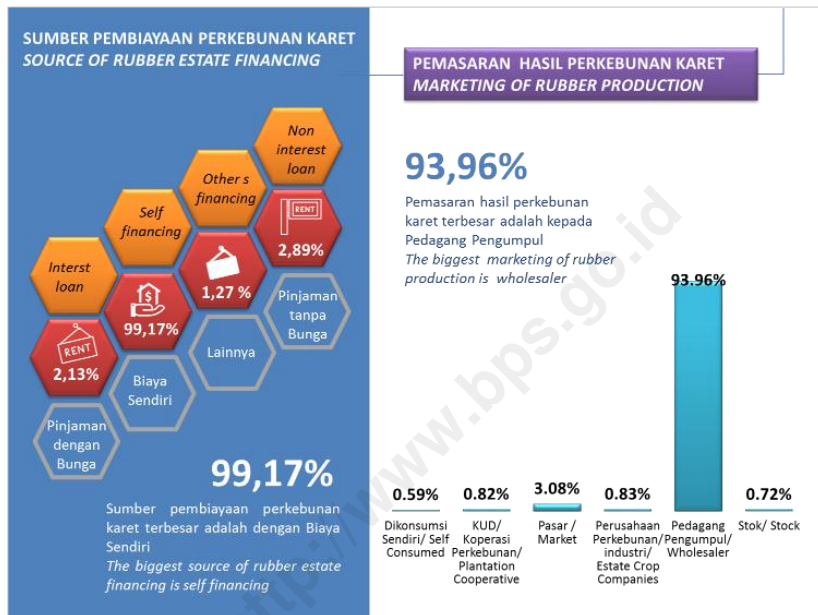 SUMBER PEMBIAYAAN PERKEBUNAN KARET
SOURCE OF RUBBER ESTATE FINANCING
Non
interest
loan
Other s
financing
Self
financing
Interst
loan
RENT
2,89%
1,27 %
99,17%
RENT
2,13%
Pinjaman
tanpa
Bunga
Lainnya
Biaya
Sendiri
Pinjaman
dengan
Bunga
99,17%
Sumber pembiayaan perkebunan
karet terbesar adalah dengan Biaya
Sendiri
The biggest source of rubber estate
financing is self financing
PEMASARAN HASIL PERKEBUNAN KARET
MARKETING OF RUBBER PRODUCTION
93,96%
Pemasaran hasil perkebunan
karet terbesar adalah kepada
Pedagang Pengumpul
The biggest marketing of rubber
production is wholesaler
0.59%
0.82%
3.08%
0.83%
93.96%
0.72%
Dikonsumsi
Sendiri/ Self
Consumed
KUD/
Koperasi
Perkebunan/
Plantation
Cooperative
Pasar /
Market
Perusahaan
Perkebunan/
industri/
Estate Crop
Companies
Pedagang
Pengumpul/
Wholesaler
Stok/ Stock
ttp://www.bps.go.id